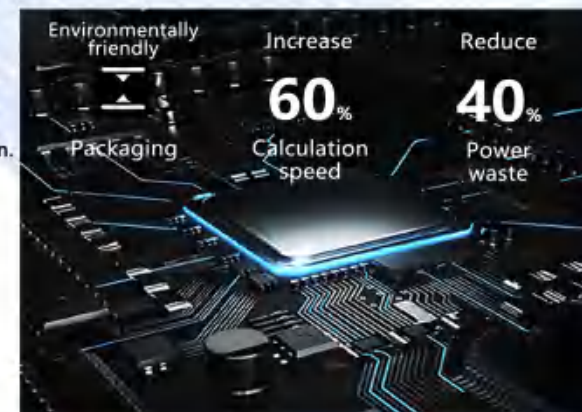 Environmentally
friendly
Packaging
Increase
60%
Calculation
speed
Reduce
40%
Power
waste
n.